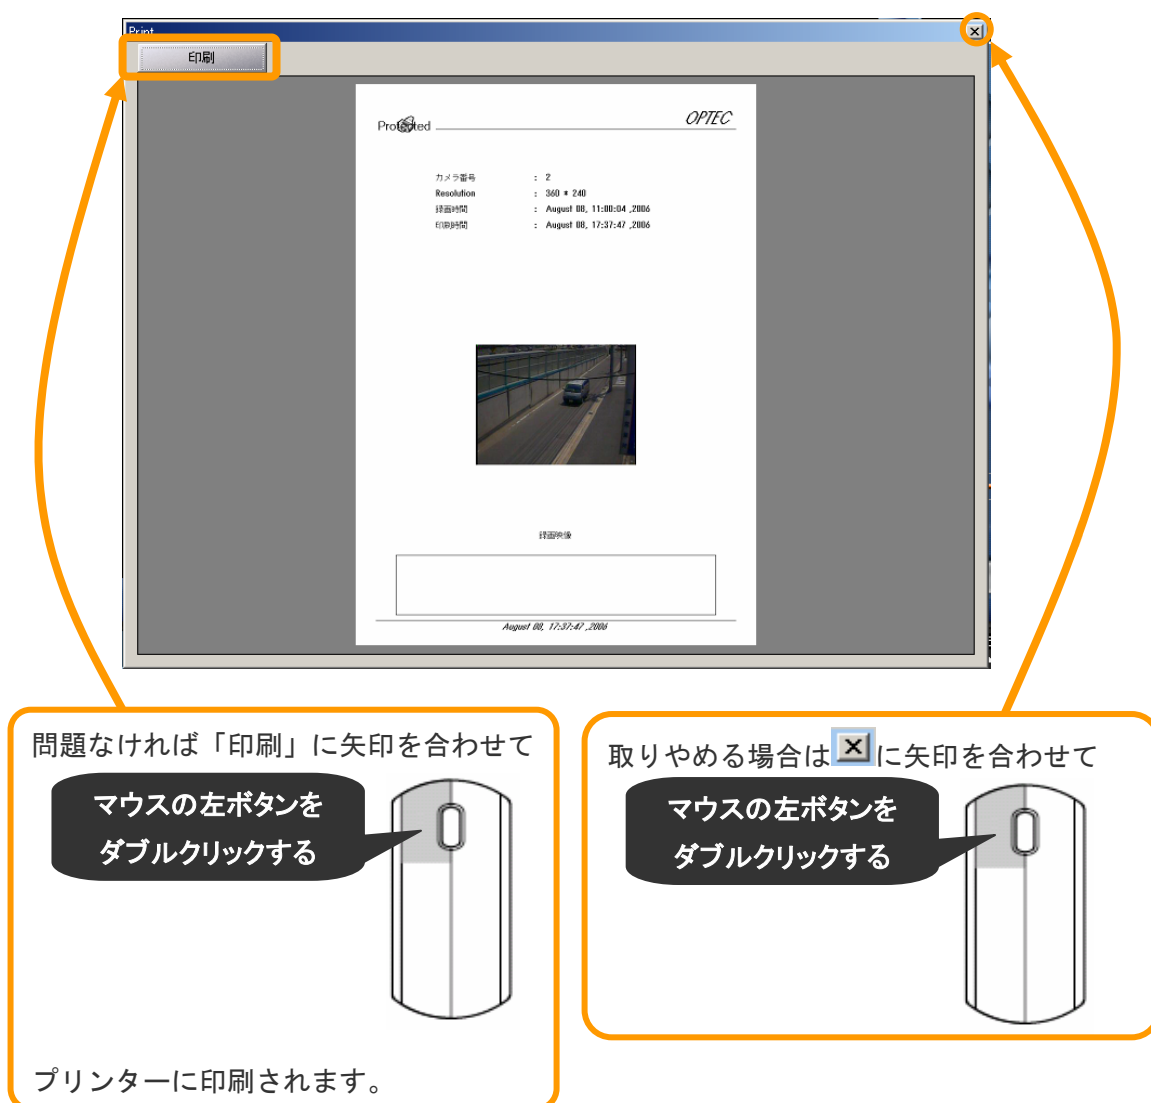 Print
印刷
Protected
OPTEC
カメラ番号 : 2
Resolution : 360 * 240
録画時間 : August 08, 11:00:04 ,2006
印刷時間 : August 08, 17:37:47 ,2006
録画映像
August 08, 17:37:47 ,2006
問題なければ「印刷」に矢印を合わせて
マウスの左ボタンを
ダブルクリックする
プリンターに印刷されます。
取りやめる場合は×に矢印を合わせて
マウスの左ボタンを
ダブルクリックする